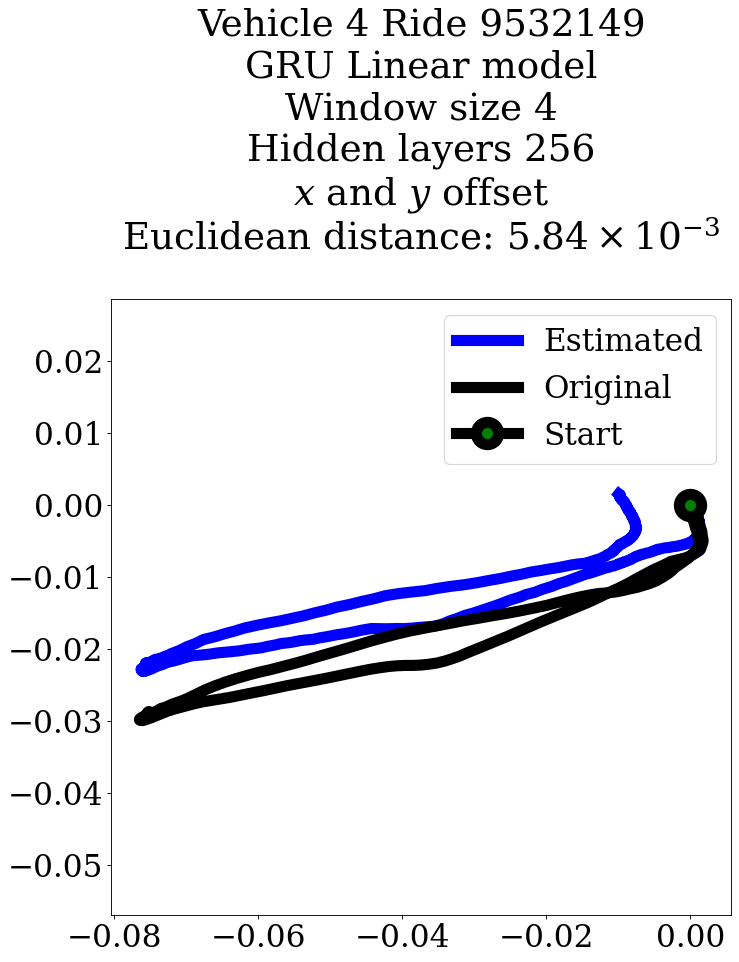 Vehicle 4 Ride 9532149
GRU Linear model
Window size 4
Hidden layers 256
x and y offset
Euclidean distance: 5.84 × 10⁻³
Estimated
Original
Start
0.02
0.01
0.00
−0.01
−0.02
−0.03
−0.04
−0.05
−0.08 −0.06 −0.04 −0.02 0.00